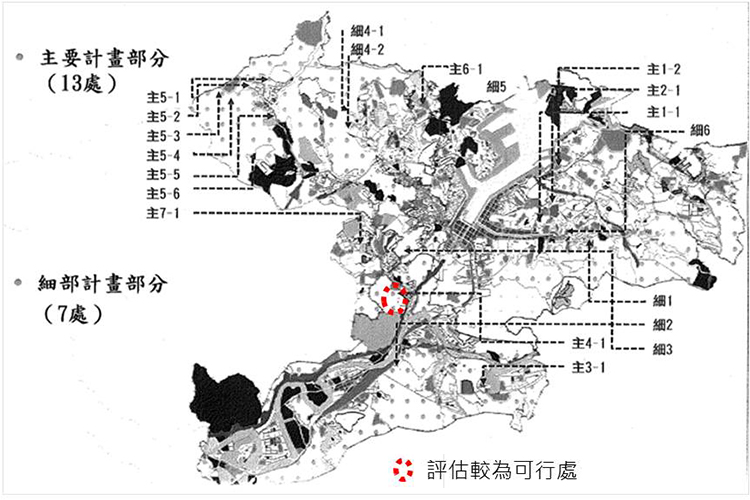 • 主要計畫部分
（13處）
主5-1
主5-2
主5-3
主5-4
主5-5
主5-6
主7-1
細4-1
細4-2
主6-1
細5
主1-2
主2-1
主1-1
細6
• 細部計畫部分
（7處）
細1
細2
細3
主4-1
主3-1
評估較為可行處